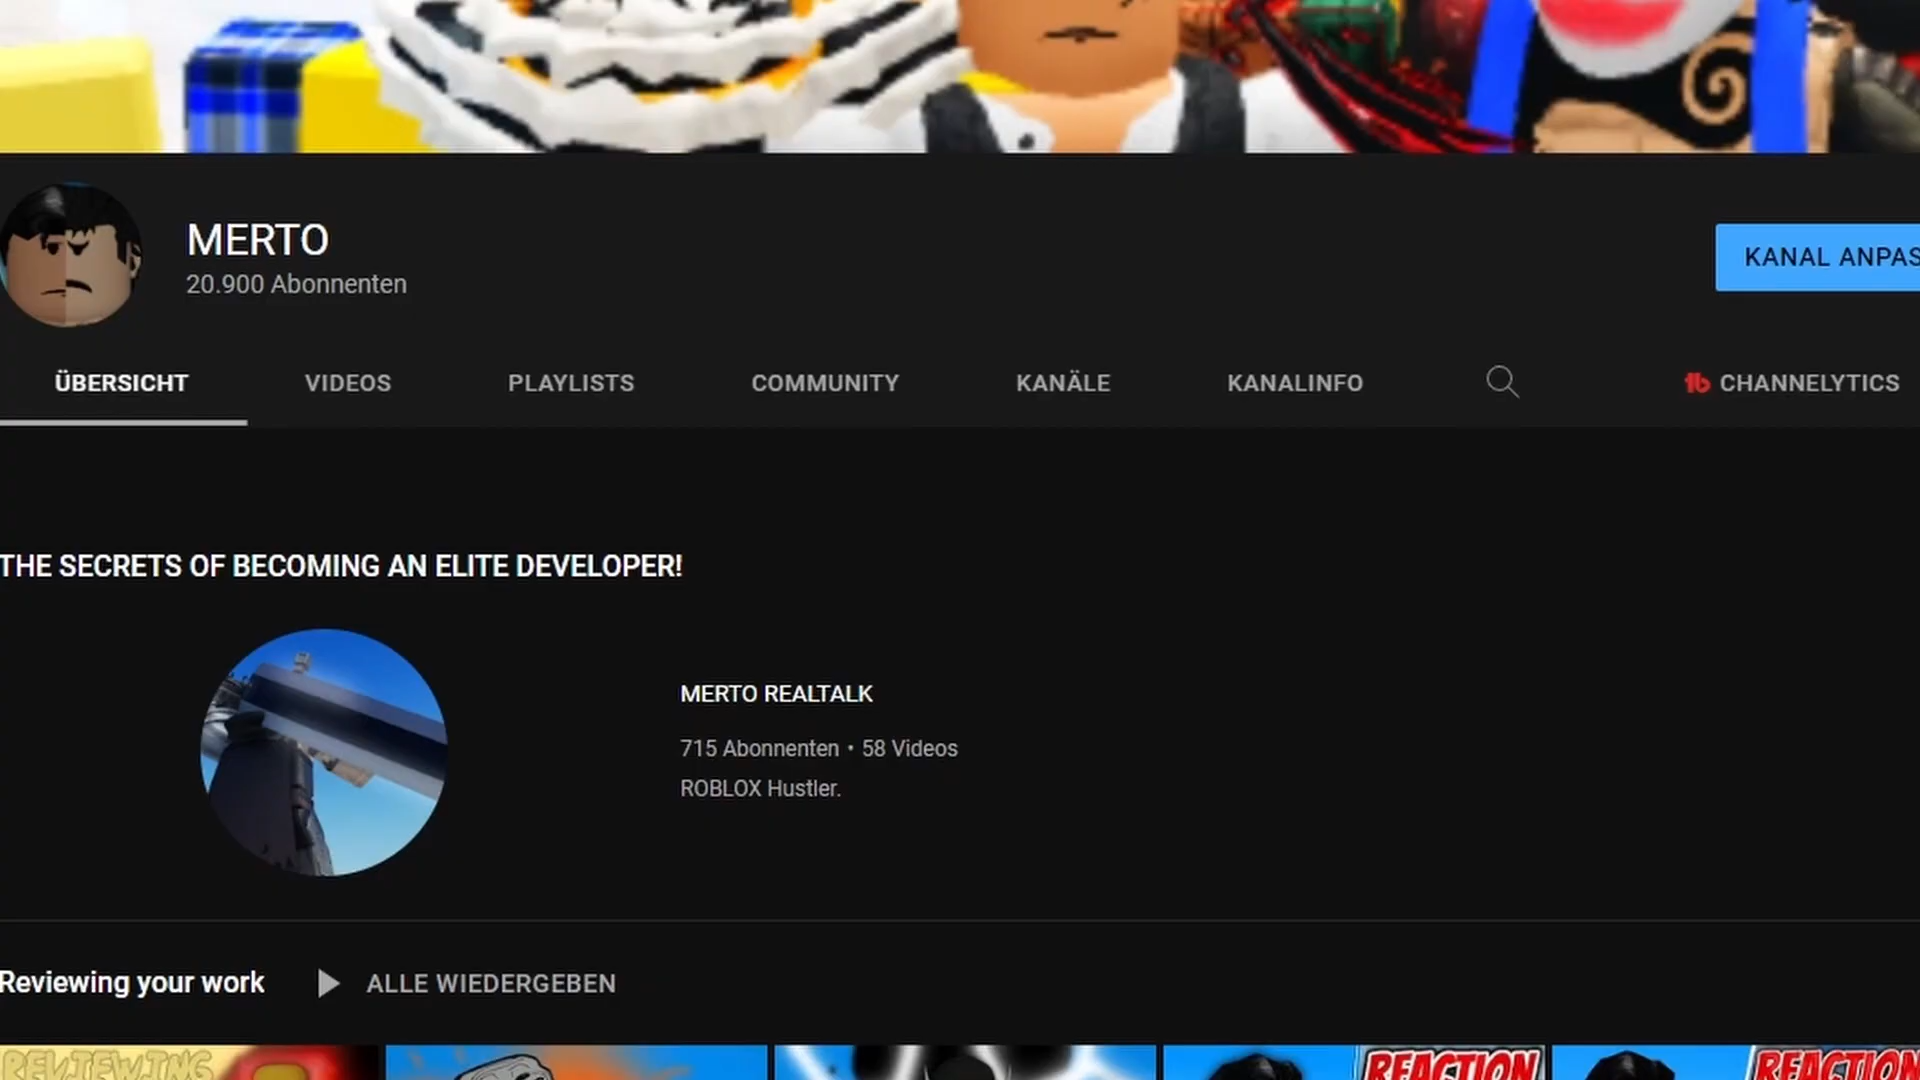 MERTO
20.900 Abonnenten
KANAL ANPAS
ÜBERSICHT
VIDEOS
PLAYLISTS
COMMUNITY
KANÄLE
KANALINFO
CHANNELYTICS
THE SECRETS OF BECOMING AN ELITE DEVELOPER!
MERTO REALTALK
715 Abonnenten • 58 Videos
ROBLOX Hustler.
Reviewing your work
ALLE WIEDERGEBEN
REVIEWING
REACTION
REACTION